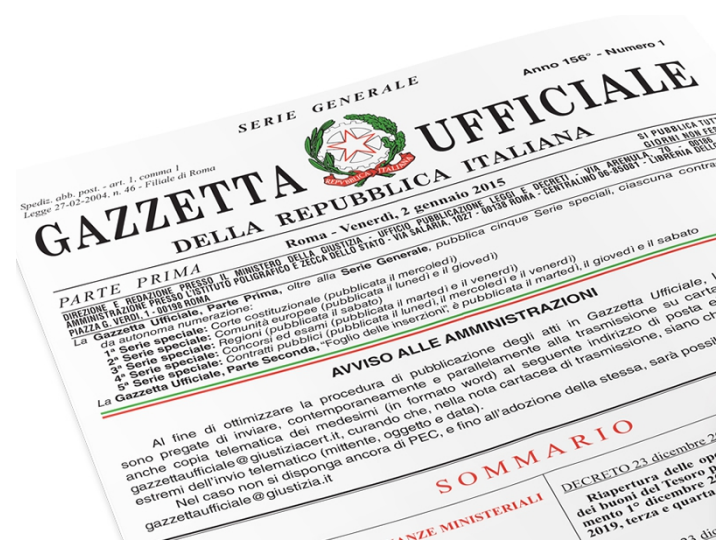 SERIE GENERALE
Anno 156° - Numero 1
Spediz. abb. post. - art. 1, comma 1
Legge 27-02-2004, n. 46 - Filiale di Roma
GAZZETTA UFFICIALE
REPVBBLICA ITALIANA
DELLA REPUBBLICA ITALIANA
SI PUBBLICA TUTT
GIORNI NON FES
PARTE PRIMA
Roma - Venerdì, 2 gennaio 2015
DIREZIONE E REDAZIONE PRESSO IL MINISTERO DELLA GIUSTIZIA - UFFICIO PUBBLICAZIONE LEGGI E DECRETI - VIA ARENULA 70 - 00186
AMMINISTRAZIONE PRESSO L'ISTITUTO POLIGRAFICO E ZECCA DELLO STATO - VIA SALARIA, 1027 - 00138 ROMA - CENTRALINO 06-85081 - LIBRERIA DELLO
PIAZZA G. VERDI, 1 - 00198 ROMA
La Gazzetta Ufficiale, Parte Prima, oltre alla Serie Generale, pubblica cinque Serie speciali, ciascuna contra
da autonoma numerazione:
1ª Serie speciale: Corte costituzionale (pubblicata il mercoledì)
2ª Serie speciale: Comunità europee (pubblicata il lunedì e il giovedì)
3ª Serie speciale: Regioni (pubblicata il sabato)
4ª Serie speciale: Concorsi ed esami (pubblicata il martedì e il venerdì)
5ª Serie speciale: Contratti pubblici (pubblicata il lunedì, il mercoledì e il venerdì)
La Gazzetta Ufficiale, Parte Seconda, "Foglio delle inserzioni", è pubblicata il martedì, il giovedì e il sabato
AVVISO ALLE AMMINISTRAZIONI
Al fine di ottimizzare la procedura di pubblicazione degli atti in Gazzetta Ufficiale, l
sono pregate di inviare, contemporaneamente e parallelamente alla trasmissione su carta
anche copia telematica dei medesimi (in formato word) al seguente indirizzo di posta e
gazzettaufficiale@giustiziacert.it, curando che, nella nota cartacea di trasmissione, siano ch
estremi dell'invio telematico (mittente, oggetto e data).
Nel caso non si disponga ancora di PEC, e fino all'adozione della stessa, sarà possi
gazzettaufficiale@giustizia.it
SOMMARIO
NZE MINISTERIALI
DECRETO 23 dicembre 2
Riapertura delle ope
dei buoni del Tesoro p
mento 1° dicembre 2
2019, terza e quarta